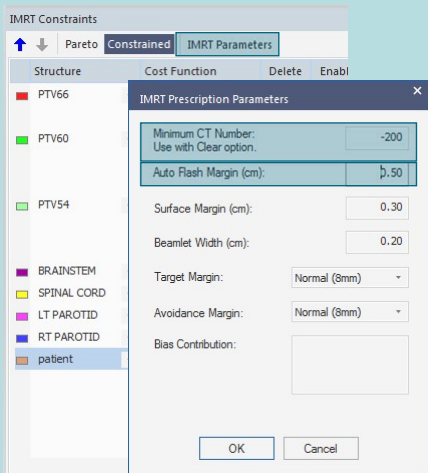 IMRT Constraints
Pareto Constrained IMRT Parameters
Structure Cost Function Delete Enabl
PTV66
PTV60
PTV54
BRAINSTEM
SPINAL CORD
LT PAROTID
RT PAROTID
patient
IMRT Prescription Parameters ×
Minimum CT Number: -200
Use with Clear option.
Auto Flash Margin (cm): 0.50
Surface Margin (cm): 0.30
Beamlet Width (cm): 0.20
Target Margin: Normal (8mm)
Avoidance Margin: Normal (8mm)
Bias Contribution:
OK Cancel